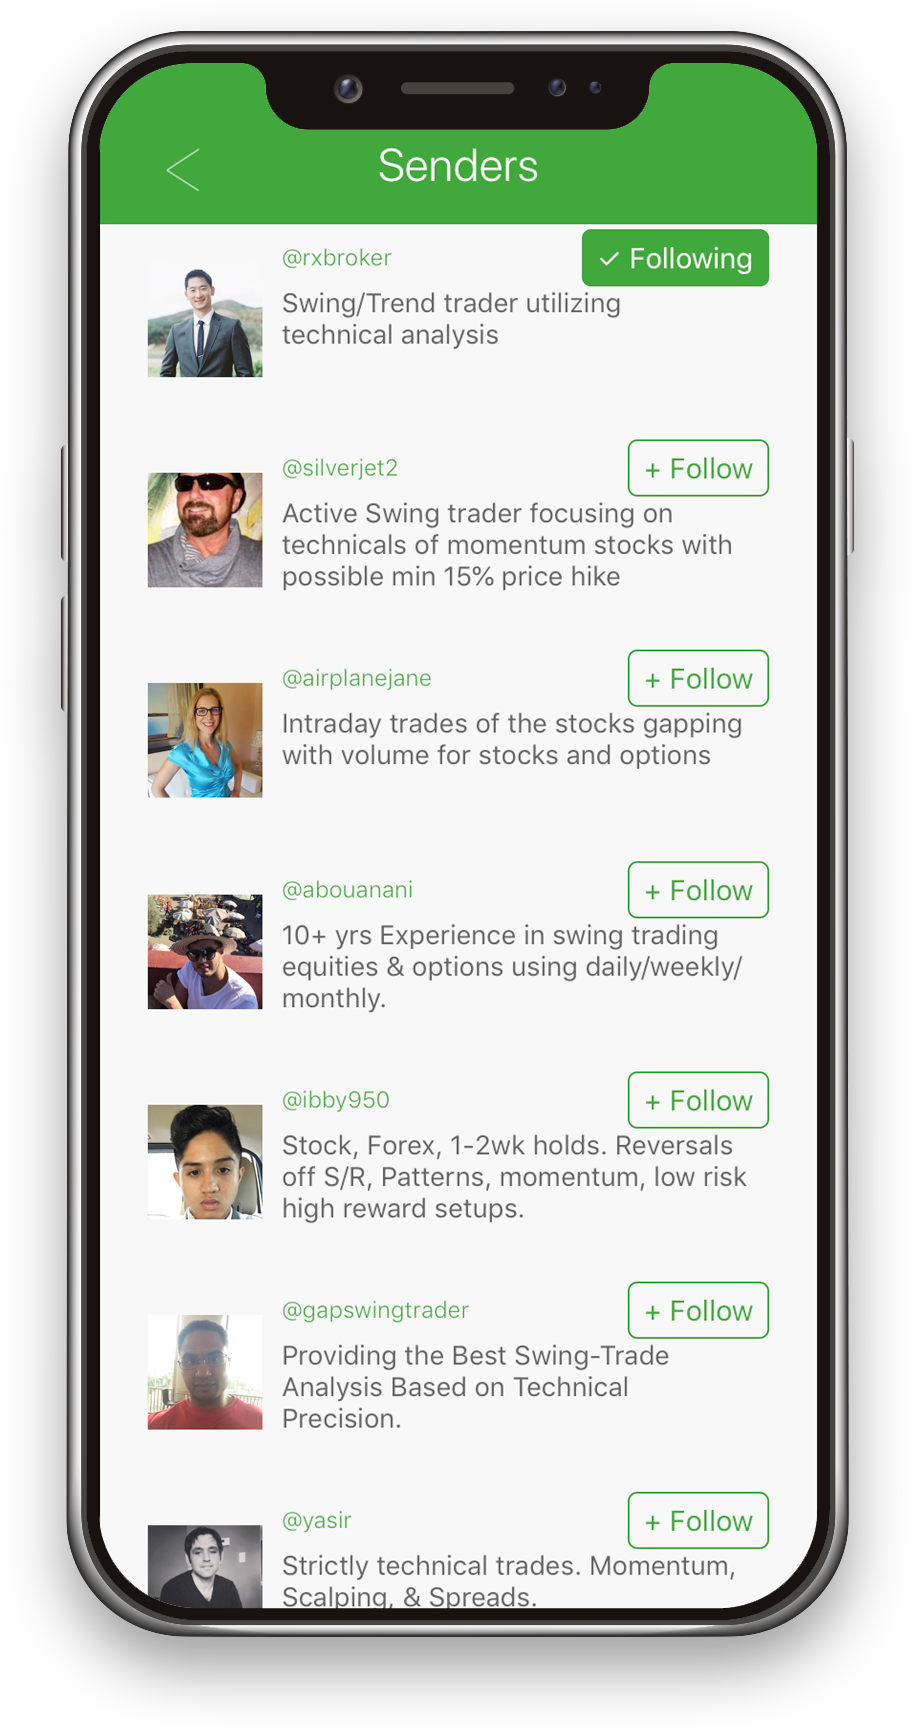 Senders
@rxbroker
✓ Following
Swing/Trend trader utilizing
technical analysis
@silverjet2
+ Follow
Active Swing trader focusing on
technicals of momentum stocks with
possible min 15% price hike
@airplanejane
+ Follow
Intraday trades of the stocks gapping
with volume for stocks and options
@abouanani
+ Follow
10+ yrs Experience in swing trading
equities & options using daily/weekly/
monthly.
@ibby950
+ Follow
Stock, Forex, 1-2wk holds. Reversals
off S/R, Patterns, momentum, low risk
high reward setups.
@gapswingtrader
+ Follow
Providing the Best Swing-Trade
Analysis Based on Technical
Precision.
@yasir
+ Follow
Strictly technical trades. Momentum,
Scalping, & Spreads.